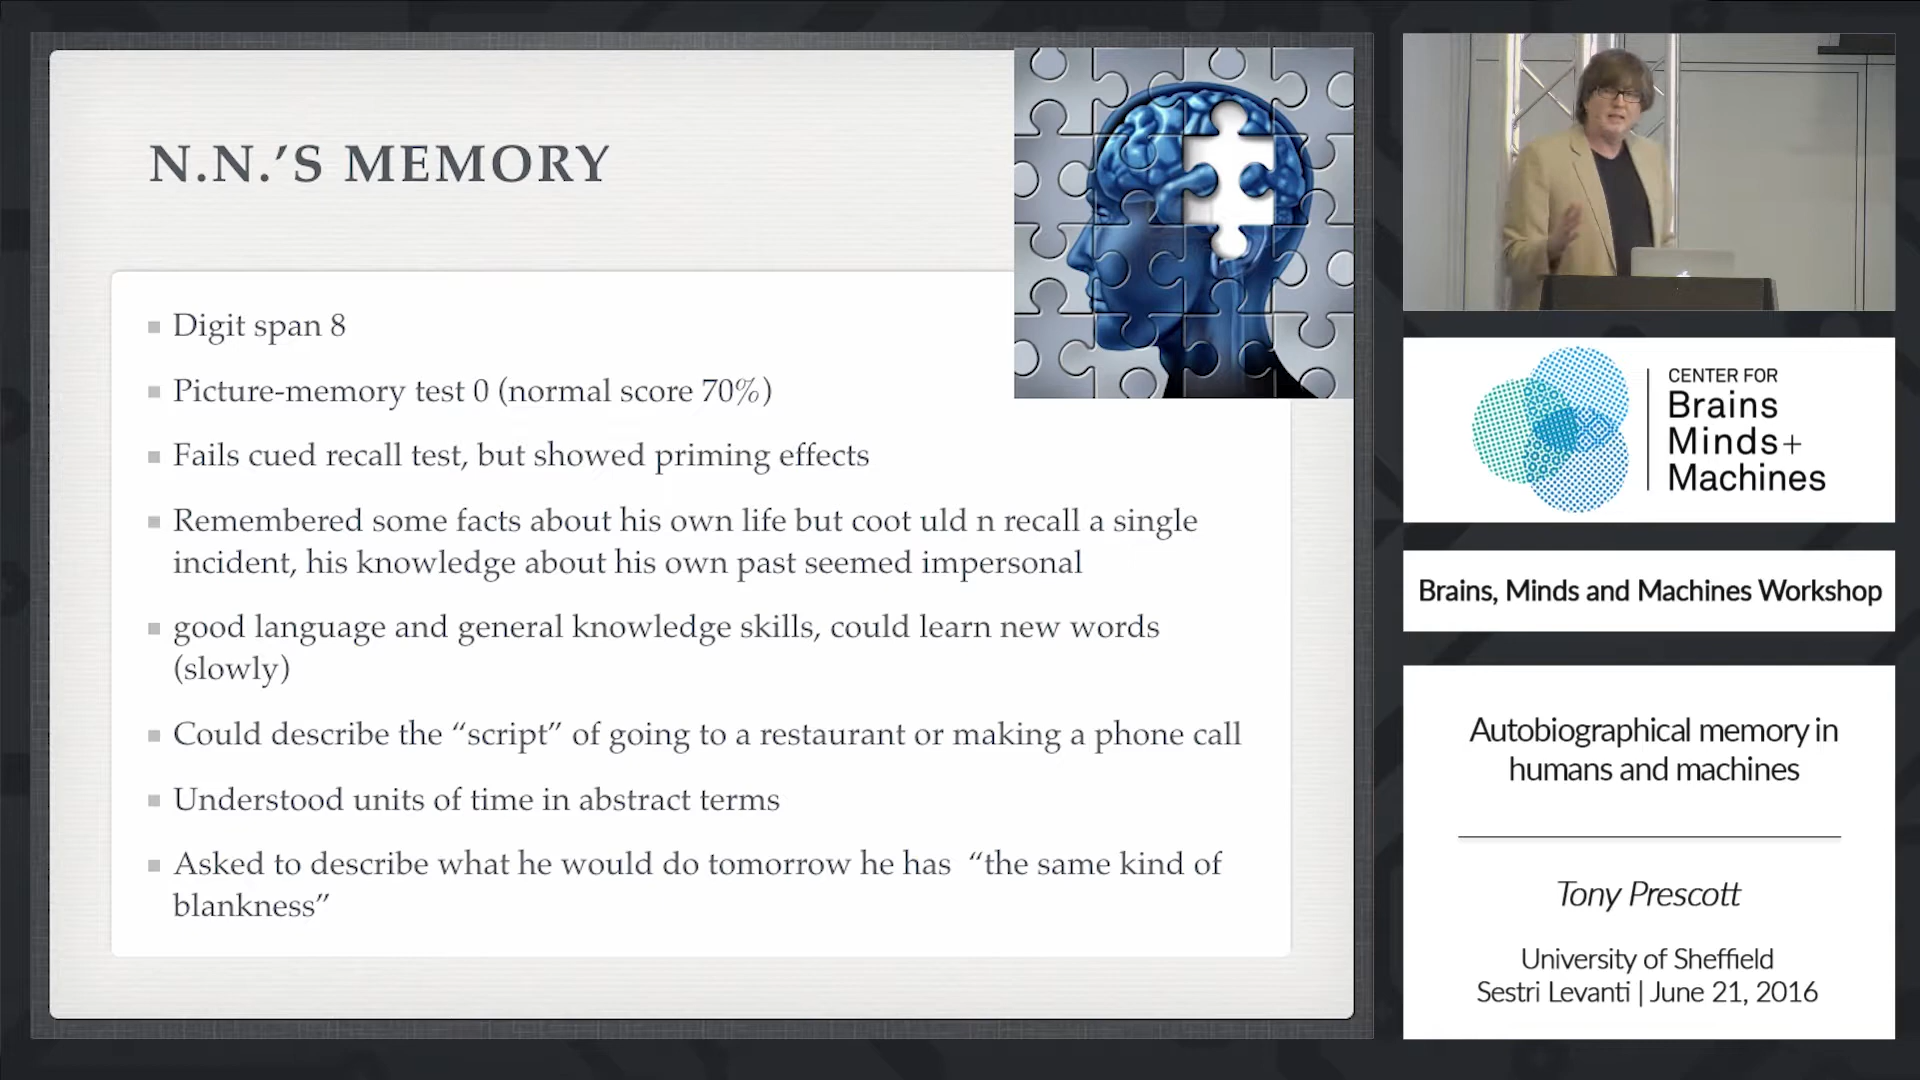 N.N.’S MEMORY
Digit span 8
Picture-memory test 0 (normal score 70%)
Fails cued recall test, but showed priming effects
Remembered some facts about his own life but coot uld n recall a single
incident, his knowledge about his own past seemed impersonal
good language and general knowledge skills, could learn new words
(slowly)
Could describe the “script” of going to a restaurant or making a phone call
Understood units of time in abstract terms
Asked to describe what he would do tomorrow he has “the same kind of
blankness”
CENTER FOR
Brains
Minds+
Machines
Brains, Minds and Machines Workshop
Autobiographical memory in
humans and machines
Tony Prescott
University of Sheffield
Sestri Levanti | June 21, 2016